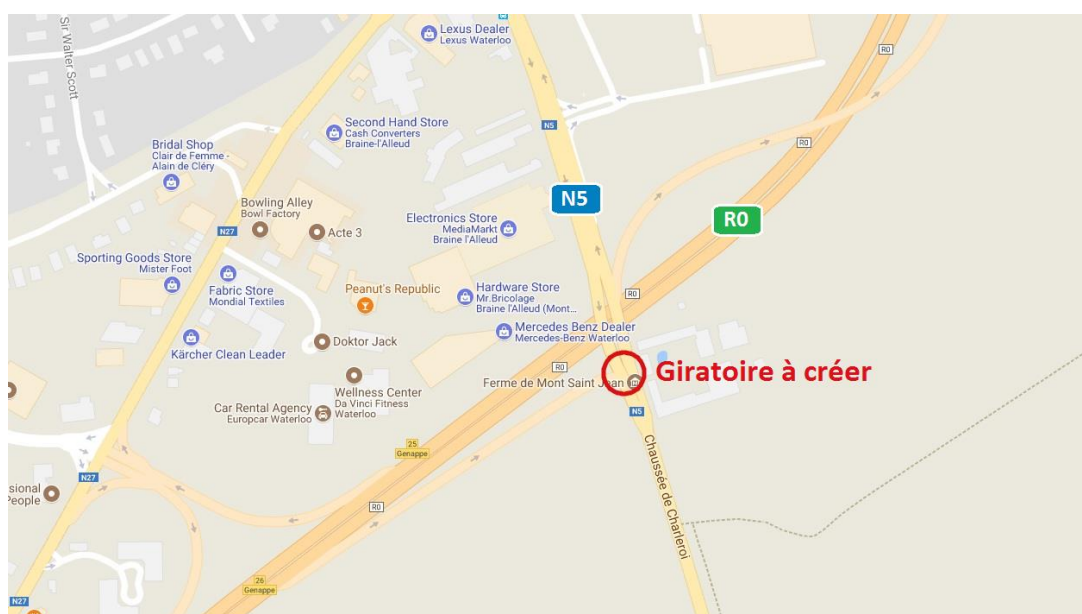 Sir Walter Scott
Lexus Dealer
Lexus Waterloo
R0
Second Hand Store
Cash Converters
Braine-l'Alleud
N5
Bridal Shop
Clair de Femme -
Alain de Cléry
R0
N5
Bowling Alley
Bowl Factory
Electronics Store
MediaMarkt
Braine l'Alleud
R0
N27
Acte 3
Sporting Goods Store
Mister Foot
Fabric Store
Mondial Textiles
Peanut's Republic
Hardware Store
Mr.Bricolage
Braine l'Alleud (Mont...
R0
Mercedes Benz Dealer
Mercedes-Benz Waterloo
Kärcher Clean Leader
Doktor Jack
R0
Giratoire à créer
Ferme de Mont Saint Jean
Wellness Center
Da Vinci Fitness
Waterloo
Car Rental Agency
Europcar Waterloo
N5
25
Genappe
Chaussée de Charleroi
N27
sional
People
R0
26
Genappe
N27